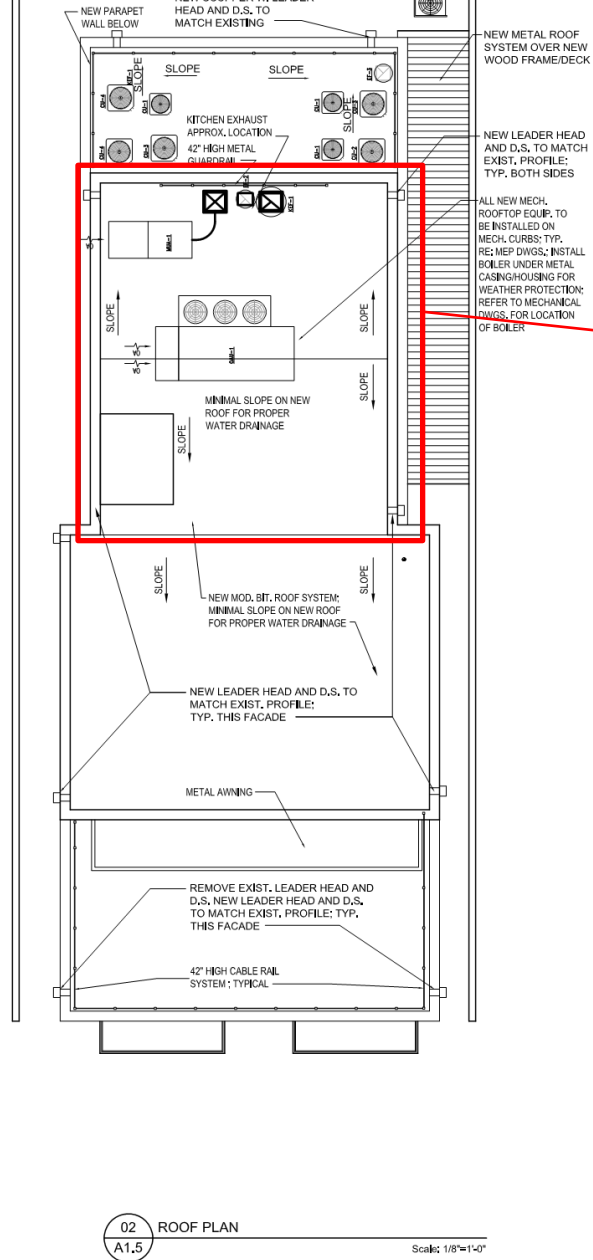 NEW PARAPET
WALL BELOW
HEAD AND D.S. TO
MATCH EXISTING
NEW METAL ROOF
SYSTEM OVER NEW
WOOD FRAME/DECK
SLOPE
SLOPE
SLOPE
SLOPE
KITCHEN EXHAUST
APPROX. LOCATION
42" HIGH METAL
GUARDRAIL
NEW LEADER HEAD
AND D.S. TO MATCH
EXIST. PROFILE;
TYP. BOTH SIDES
ALL NEW MECH.
ROOFTOP EQUIP. TO
BE INSTALLED ON
MECH. CURBS; TYP.
RE; MEP DWGS.; INSTALL
BOILER UNDER METAL
CASING/HOUSING FOR
WEATHER PROTECTION;
REFER TO MECHANICAL
DWGS. FOR LOCATION
OF BOILER
SLOPE
SLOPE
SLOPE
SLOPE
MINIMAL SLOPE ON NEW
ROOF FOR PROPER
WATER DRAINAGE
SLOPE
SLOPE
NEW MOD. BIT. ROOF SYSTEM;
MINIMAL SLOPE ON NEW ROOF
FOR PROPER WATER DRAINAGE
NEW LEADER HEAD AND D.S. TO
MATCH EXIST. PROFILE;
TYP. THIS FACADE
METAL AWNING
REMOVE EXIST. LEADER HEAD AND
D.S. NEW LEADER HEAD AND D.S.
TO MATCH EXIST. PROFILE; TYP.
THIS FACADE
42" HIGH CABLE RAIL
SYSTEM ; TYPICAL
02 ROOF PLAN
A1.5
Scale: 1/8"=1'-0"